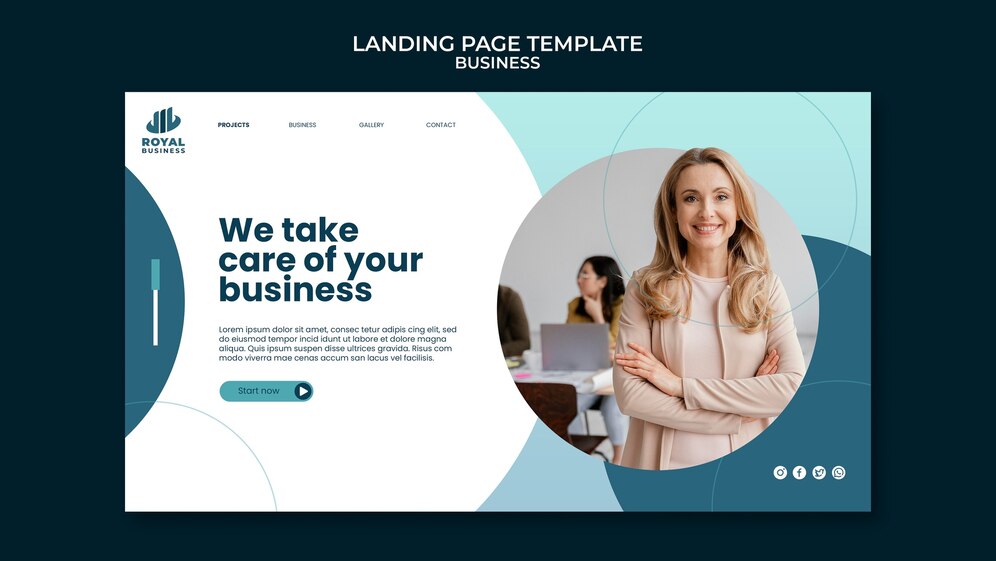 LANDING PAGE TEMPLATE
BUSINESS
ROYAL
BUSINESS
PROJECTS
BUSINESS
GALLERY
CONTACT
We take
care of your
business
Lorem ipsum dolor sit amet, consec tetur adipis cing elit, sed
do eiusmod tempor incid idunt ut labore et dolore magna
aliqua. Quis ipsum suspen disse ultrices gravida. Risus com
modo viverra mae cenas accum san lacus vel facilisis.
Start now